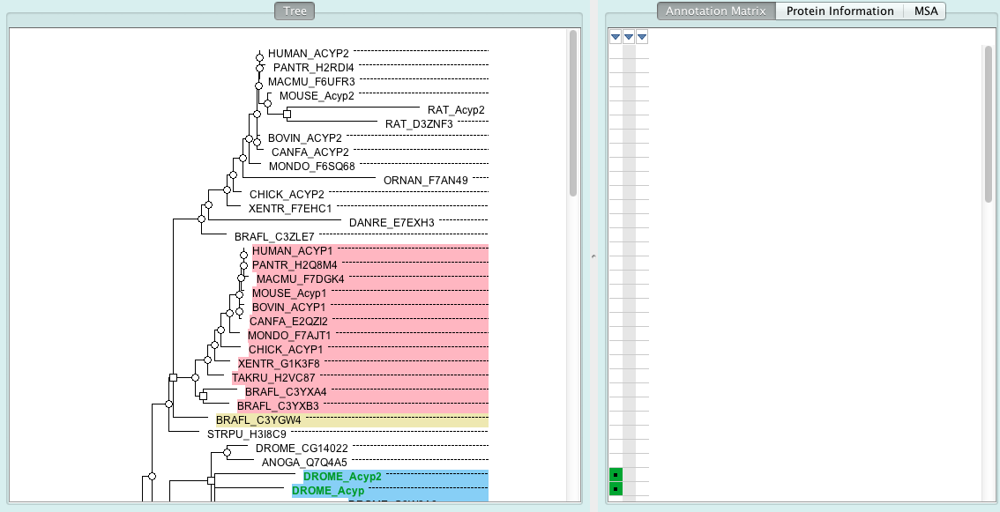 Tree
Annotation Matrix Protein Information MSA
HUMAN_ACYP2
PANTR_H2RDI4
MACMU_F6UFR3
MOUSE_Acyp2
RAT_Acyp2
RAT_D3ZNF3
BOVIN_ACYP2
CANFA_ACYP2
MONDO_F6SQ68
ORNAN_F7AN49
CHICK_ACYP2
XENTR_F7EHC1
DANRE_E7EXH3
BRAFL_C3ZLE7
HUMAN_ACYP1
PANTR_H2Q8M4
MACMU_F7DGK4
MOUSE_Acyp1
BOVIN_ACYP1
CANFA_E2QZI2
MONDO_F7AJT1
CHICK_ACYP1
XENTR_G1K3F8
TAKRU_H2VC87
BRAFL_C3YXA4
BRAFL_C3YXB3
BRAFL_C3YGW4
STRPU_H3I8C9
DROME_CG14022
ANOGA_Q7Q4A5
DROME_Acyp2
DROME_Acyp